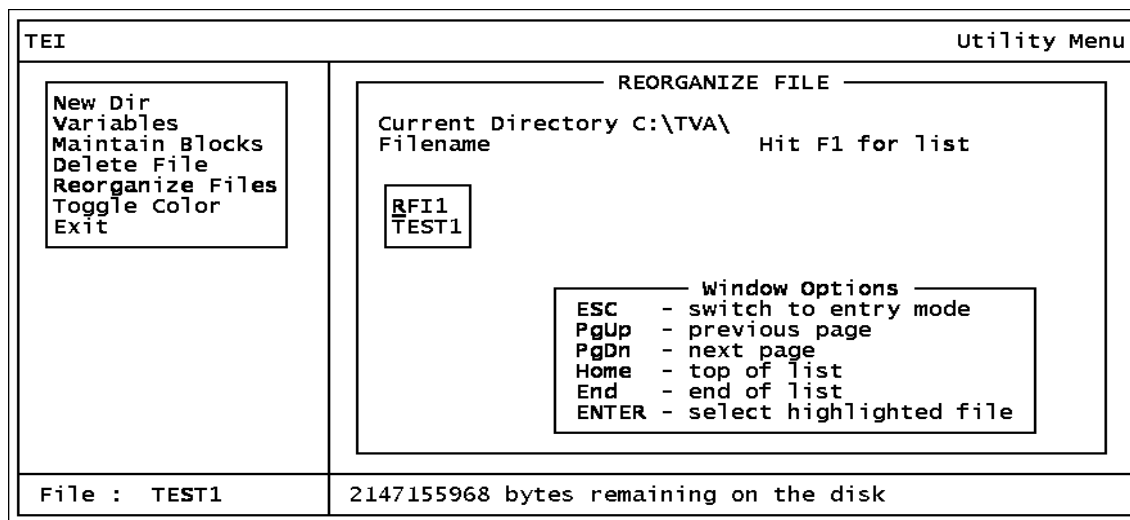 TEI
Utility Menu
New Dir
Variables
Maintain Blocks
Delete File
Reorganize Files
Toggle Color
Exit
REORGANIZE FILE
Current Directory C:\TVA\
Filename Hit F1 for list
RFI1
TEST1
Window Options
ESC - switch to entry mode
PgUp - previous page
PgDn - next page
Home - top of list
End - end of list
ENTER - select highlighted file
File : TEST1
2147155968 bytes remaining on the disk